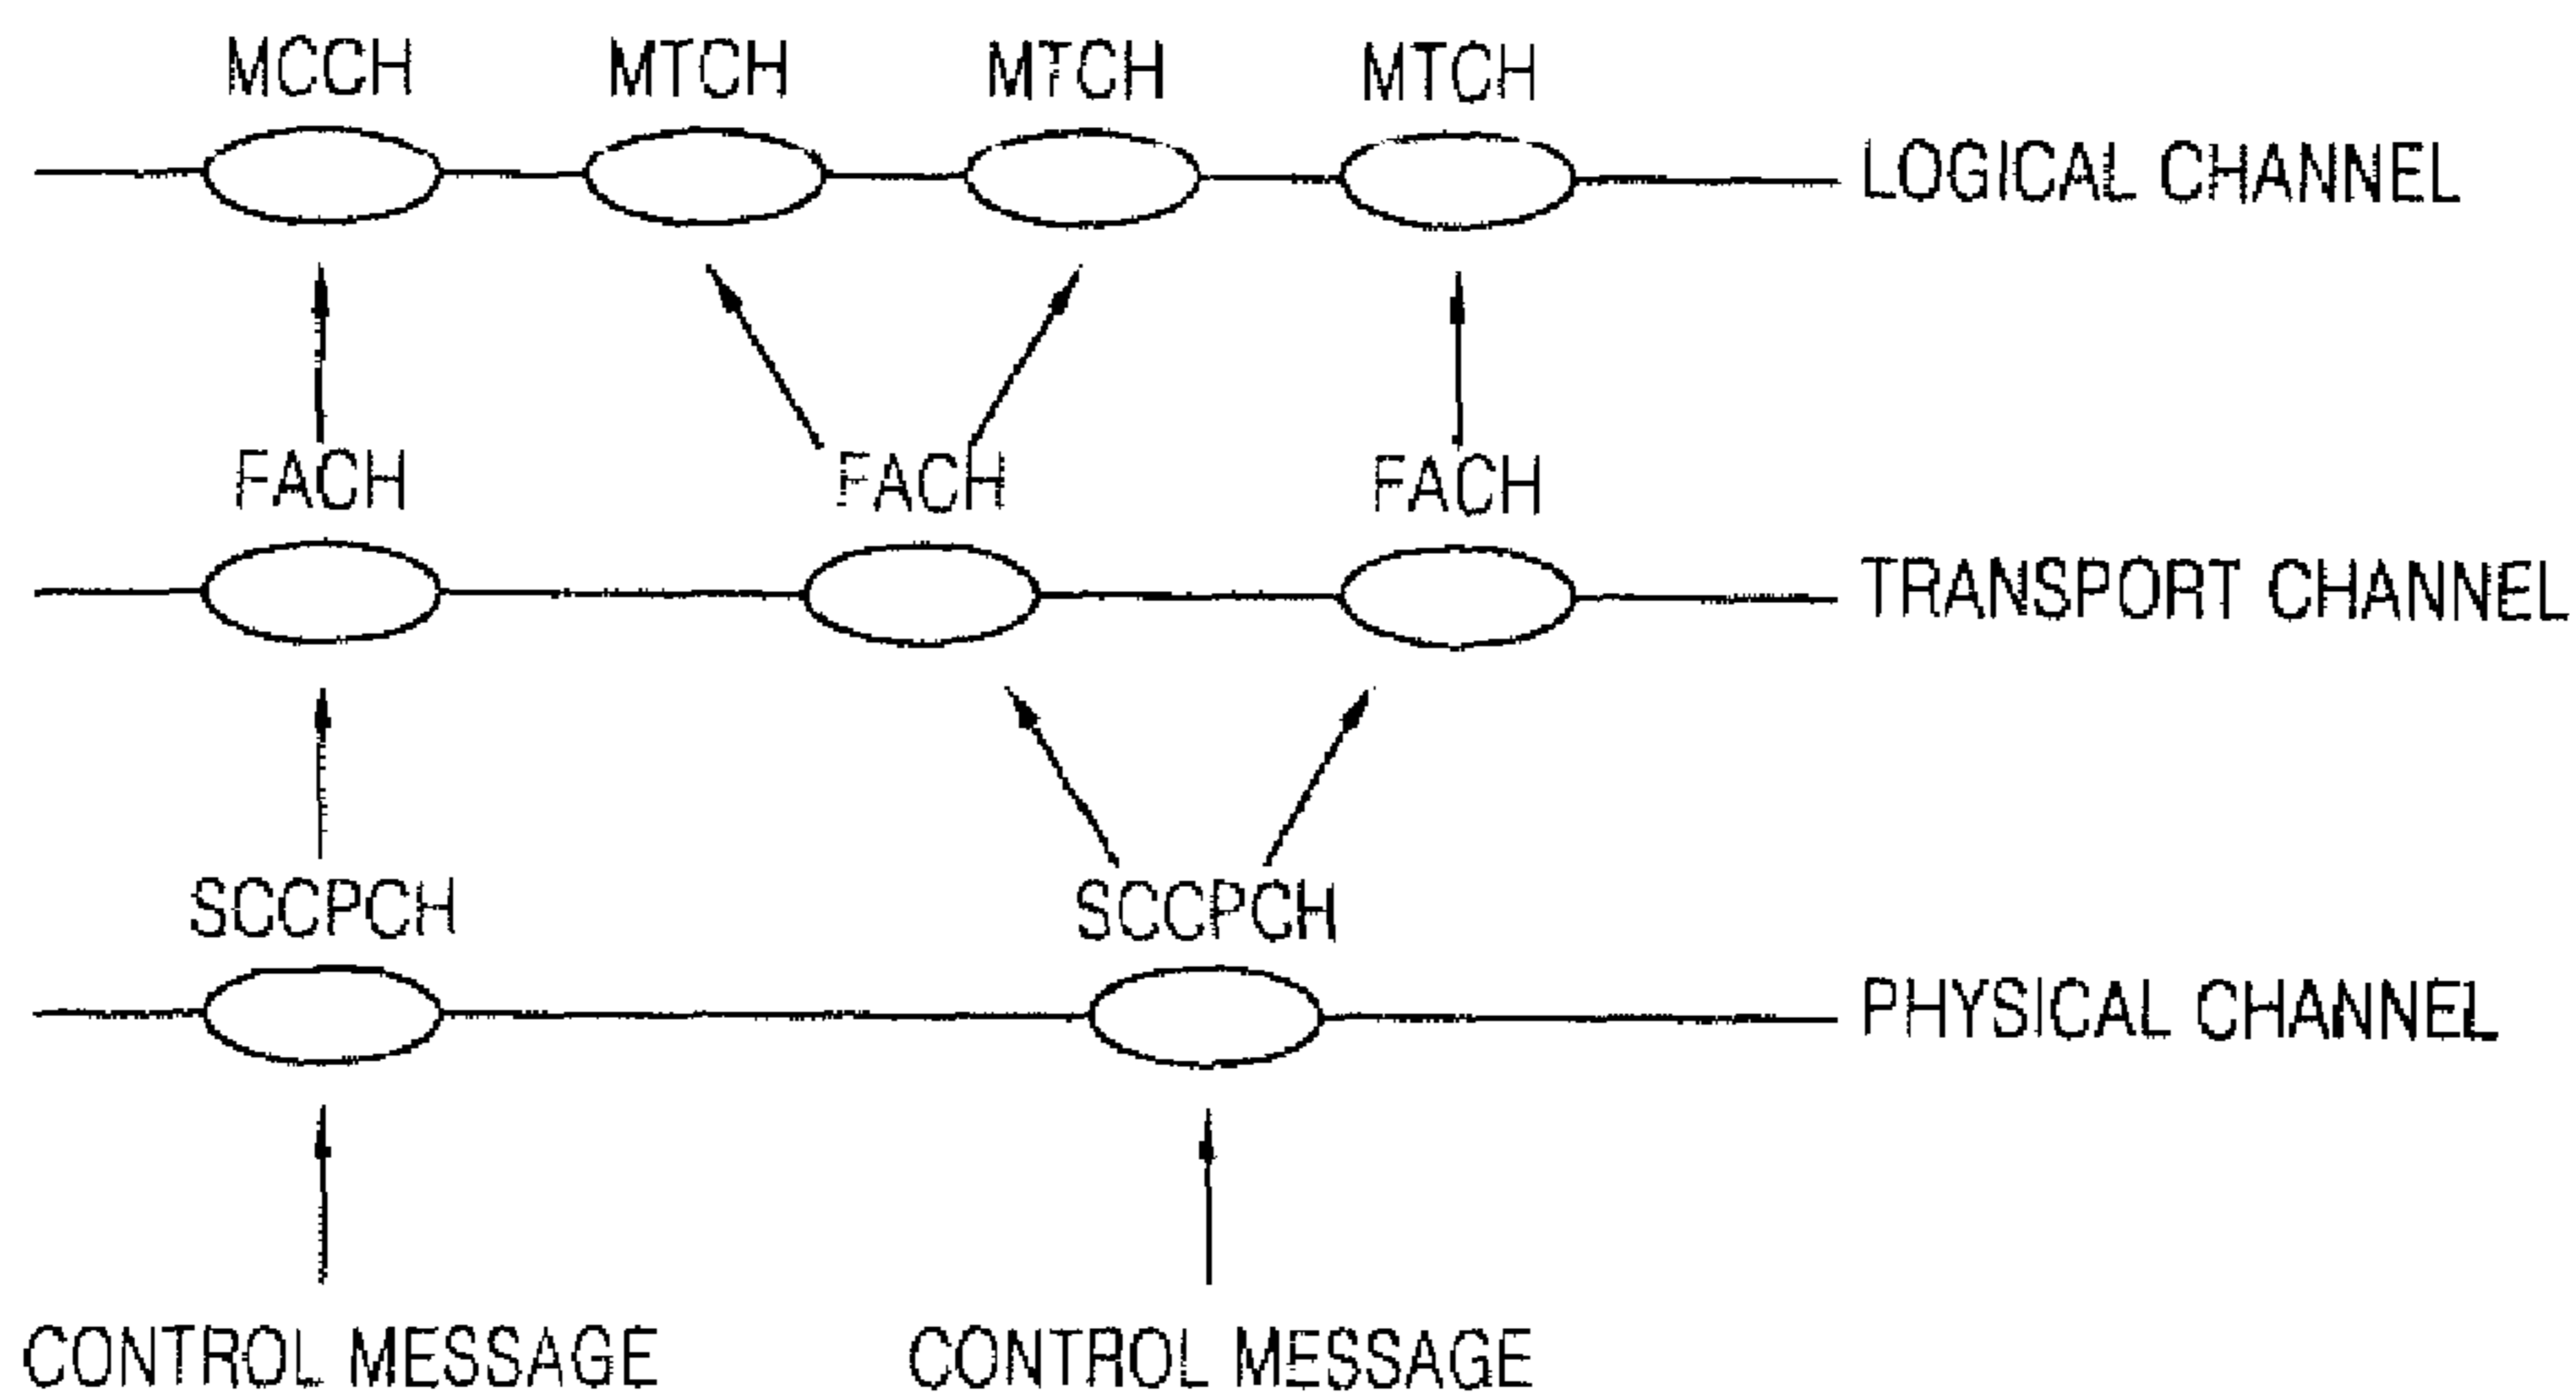 MCCH MTCH MTCH MTCH
LOGICAL CHANNEL
FACH FACH FACH
TRANSPORT CHANNEL
SCCPCH SCCPCH
PHYSICAL CHANNEL
CONTROL MESSAGE CONTROL MESSAGE